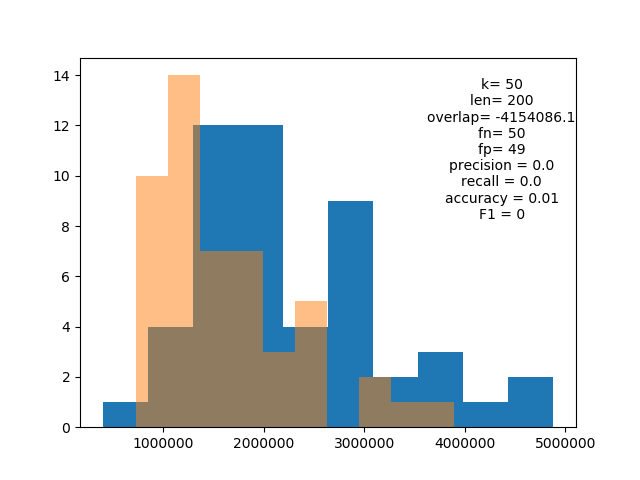 14
12
10
8
6
4
2
0
k= 50
len= 200
overlap= -4154086.1
fn= 50
fp= 49
precision = 0.0
recall = 0.0
accuracy = 0.01
F1 = 0
1000000 2000000 3000000 4000000 5000000